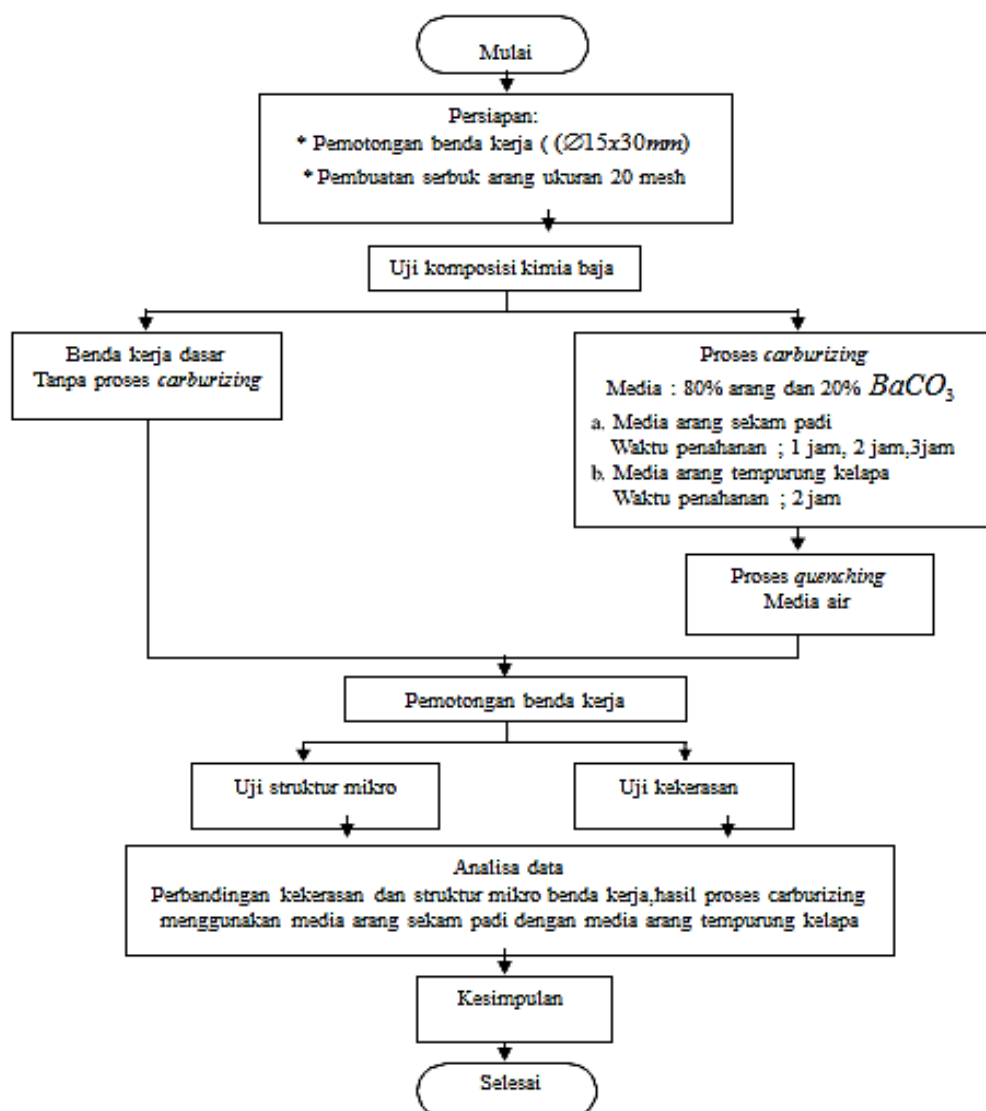 Mulai
Persiapan:
* Pemotongan benda kerja ( (∅15x30mm)
* Pembuatan serbuk arang ukuran 20 mesh
Uji komposisi kimia baja
Benda kerja dasar
Tanpa proses carburizing
Proses carburizing
Media : 80% arang dan 20% BaCO₃
a. Media arang sekam padi
Waktu penahanan ; 1 jam, 2 jam,3jam
b. Media arang tempurung kelapa
Waktu penahanan ; 2 jam
Proses quenching
Media air
Pemotongan benda kerja
Uji struktur mikro
Uji kekerasan
Analisa data
Perbandingan kekerasan dan struktur mikro benda kerja,hasil proses carburizing
menggunakan media arang sekam padi dengan media arang tempurung kelapa
Kesimpulan
Selesai